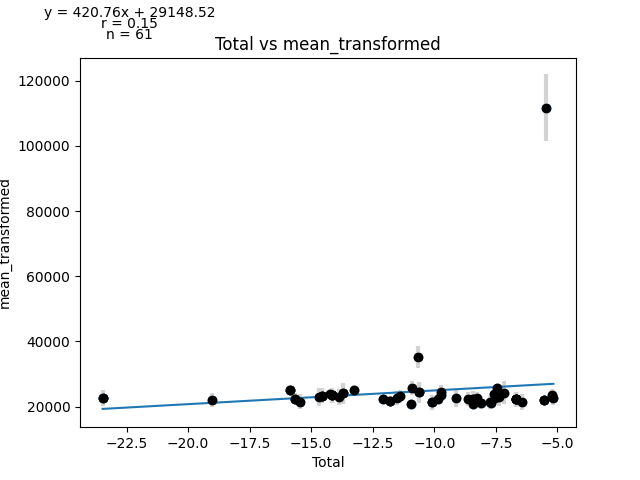 y = 420.76x + 29148.52
r = 0.15
n = 61
Total vs mean_transformed
120000
100000
80000
60000
40000
20000
mean_transformed
−22.5
−20.0
−17.5
−15.0
−12.5
−10.0
−7.5
−5.0
Total